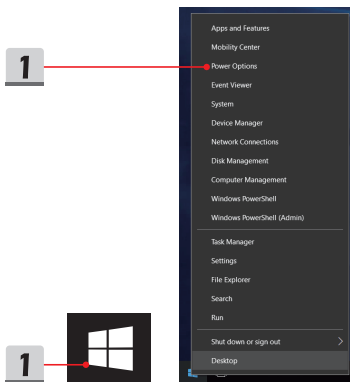 Apps and Features
Mobility Center
1
Power Options
Event Viewer
System
Device Manager
Network Connections
Disk Management
Computer Management
Windows PowerShell
Windows PowerShell (Admin)
Task Manager
Settings
File Explorer
Search
Run
Shut down or sign out
1
Desktop